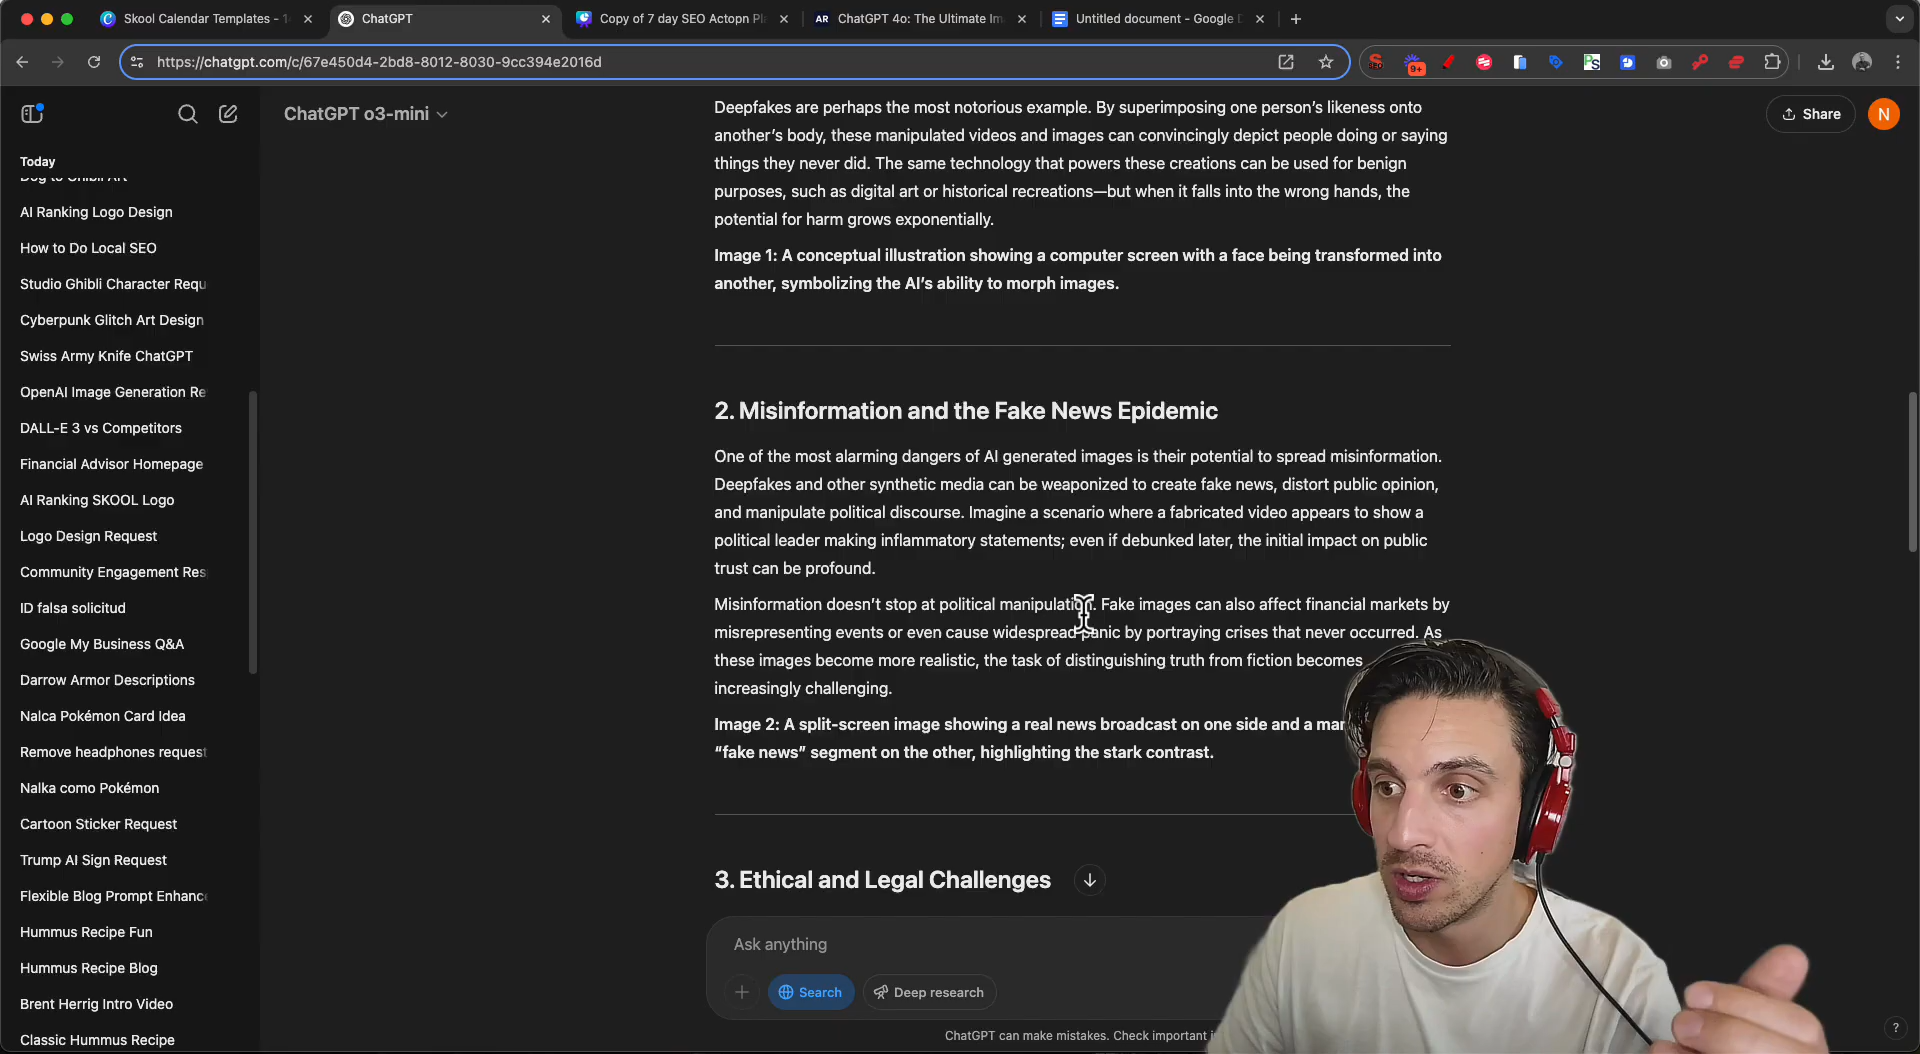 Skool Calendar Templates - 1
ChatGPT
Copy of 7 day SEO Actopn Pl
AR ChatGPT 4o: The Ultimate Im
Untitled document - Google D
https://chatgpt.com/c/67e450d4-2bd8-8012-8030-9cc394e2016d
SEO
9+
PS
ChatGPT o3-mini
Share
N
Today
Dog to Ghibli Art
AI Ranking Logo Design
How to Do Local SEO
Studio Ghibli Character Requ
Cyberpunk Glitch Art Design
Swiss Army Knife ChatGPT
OpenAI Image Generation Re
DALL-E 3 vs Competitors
Financial Advisor Homepage
AI Ranking SKOOL Logo
Logo Design Request
Community Engagement Res
ID falsa solicitud
Google My Business Q&A
Darrow Armor Descriptions
Nalca Pokémon Card Idea
Remove headphones request
Nalka como Pokémon
Cartoon Sticker Request
Trump AI Sign Request
Flexible Blog Prompt Enhance
Hummus Recipe Fun
Hummus Recipe Blog
Brent Herrig Intro Video
Classic Hummus Recipe
Deepfakes are perhaps the most notorious example. By superimposing one person's likeness onto
another's body, these manipulated videos and images can convincingly depict people doing or saying
things they never did. The same technology that powers these creations can be used for benign
purposes, such as digital art or historical recreations—but when it falls into the wrong hands, the
potential for harm grows exponentially.
Image 1: A conceptual illustration showing a computer screen with a face being transformed into
another, symbolizing the AI's ability to morph images.
2. Misinformation and the Fake News Epidemic
One of the most alarming dangers of AI generated images is their potential to spread misinformation.
Deepfakes and other synthetic media can be weaponized to create fake news, distort public opinion,
and manipulate political discourse. Imagine a scenario where a fabricated video appears to show a
political leader making inflammatory statements; even if debunked later, the initial impact on public
trust can be profound.
Misinformation doesn't stop at political manipulation. Fake images can also affect financial markets by
misrepresenting events or even cause widespread panic by portraying crises that never occurred. As
these images become more realistic, the task of distinguishing truth from fiction becomes
increasingly challenging.
Image 2: A split-screen image showing a real news broadcast on one side and a mar
“fake news” segment on the other, highlighting the stark contrast.
3. Ethical and Legal Challenges
Ask anything
Search
Deep research
ChatGPT can make mistakes. Check important i
?